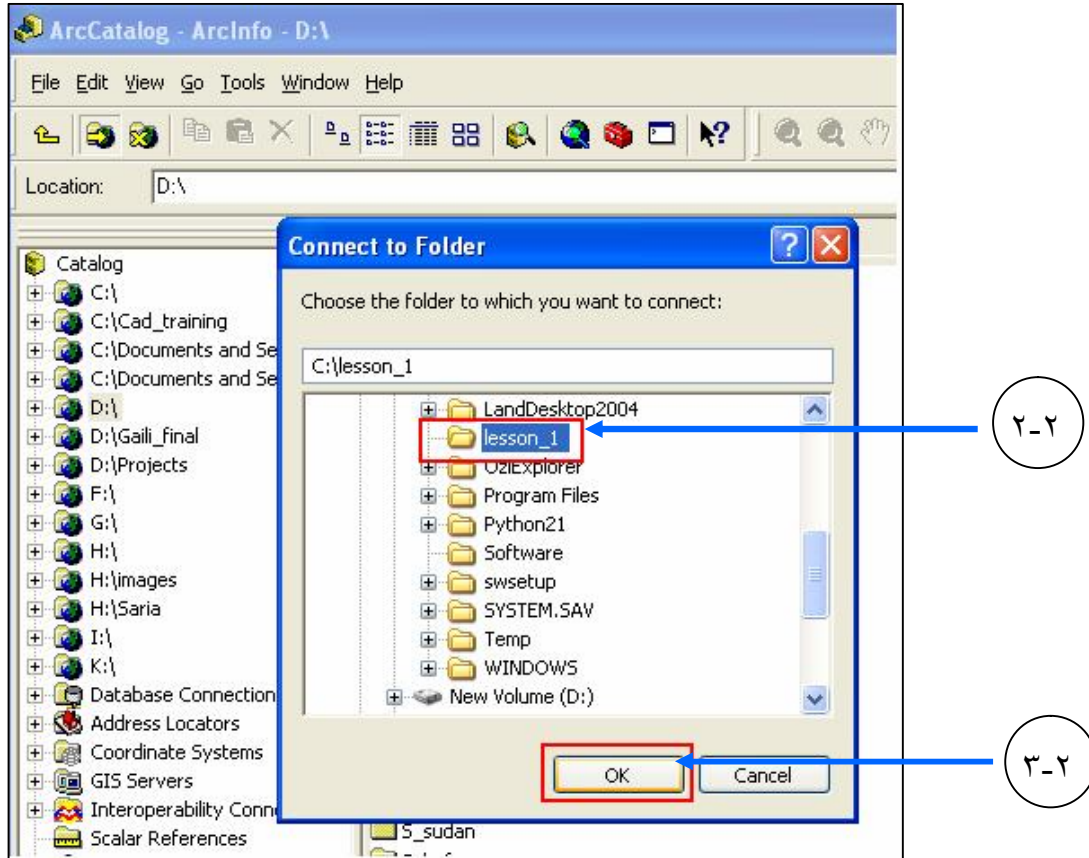 ArcCatalog - ArcInfo - D:\
File Edit View Go Tools Window Help
Location: D:\
Catalog
C:\
C:\Cad_training
C:\Documents and Se
C:\Documents and Se
D:\
D:\Gaili_final
D:\Projects
F:\
G:\
H:\
H:\images
H:\Saria
I:\
K:\
Database Connection
Address Locators
Coordinate Systems
GIS Servers
Interoperability Conn
Scalar References
Connect to Folder
Choose the folder to which you want to connect:
C:\lesson_1
LandDesktop2004
lesson_1
OziExplorer
Program Files
Python21
Software
swsetup
SYSTEM.SAV
Temp
WINDOWS
New Volume (D:)
OK Cancel
S_sudan
٢-٢
٣-٢